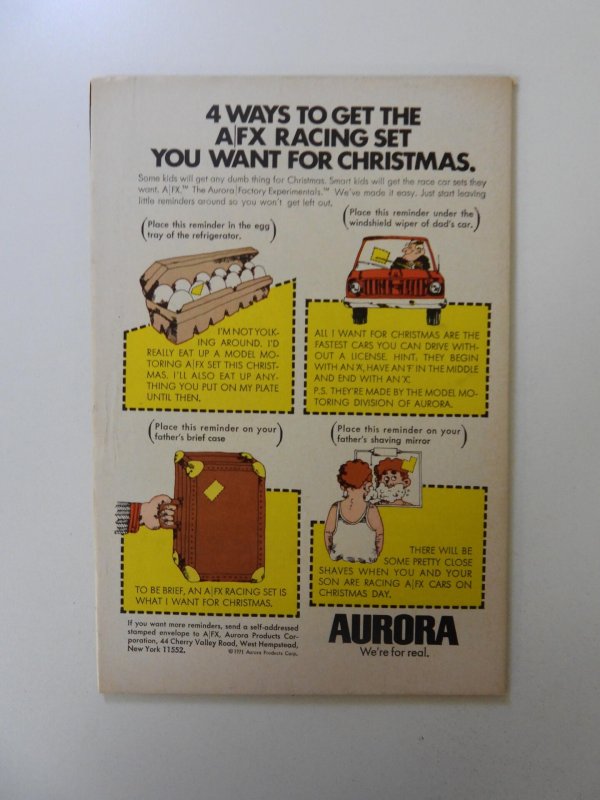 4 WAYS TO GET THE
A|FX RACING SET
YOU WANT FOR CHRISTMAS.
Some kids will get any dumb thing for Christmas. Smart kids will get the race car sets they
want. A|FX.™ The Aurora|Factory Experimentals.™ We've made it easy. Just start leaving
little reminders around so you won't get left out.
(Place this reminder in the egg
tray of the refrigerator.)
I'M NOT YOLK-
ING AROUND. I'D
REALLY EAT UP A MODEL MO-
TORING A|FX SET THIS CHRIST-
MAS. I'LL ALSO EAT UP ANY-
THING YOU PUT ON MY PLATE
UNTIL THEN.
(Place this reminder under the
windshield wiper of dad's car.)
ALL I WANT FOR CHRISTMAS ARE THE
FASTEST CARS YOU CAN DRIVE WITH-
OUT A LICENSE. HINT: THEY BEGIN
WITH AN 'A', HAVE AN 'F' IN THE MIDDLE
AND END WITH AN 'X'.
P.S. THEY'RE MADE BY THE MODEL MO-
TORING DIVISION OF AURORA.
(Place this reminder on your
father's brief case)
TO BE BRIEF, AN A|FX RACING SET IS
WHAT I WANT FOR CHRISTMAS.
(Place this reminder on your
father's shaving mirror)
THERE WILL BE
SOME PRETTY CLOSE
SHAVES WHEN YOU AND YOUR
SON ARE RACING A|FX CARS ON
CHRISTMAS DAY.
If you want more reminders, send a self-addressed
stamped envelope to A|FX, Aurora Products Cor-
poration, 44 Cherry Valley Road, West Hempstead,
New York 11552.
©1971 Aurora Products Corp.
AURORA
We're for real.